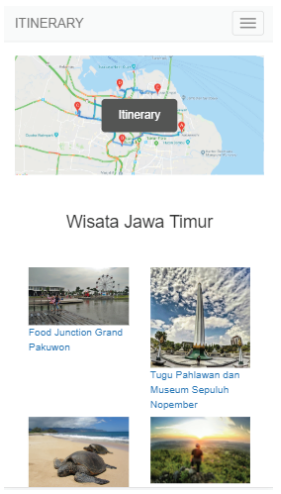 ITINERARY
Itinerary
Wisata Jawa Timur
Food Junction Grand
Pakuwon
Tugu Pahlawan dan
Museum Sepuluh
Nopember